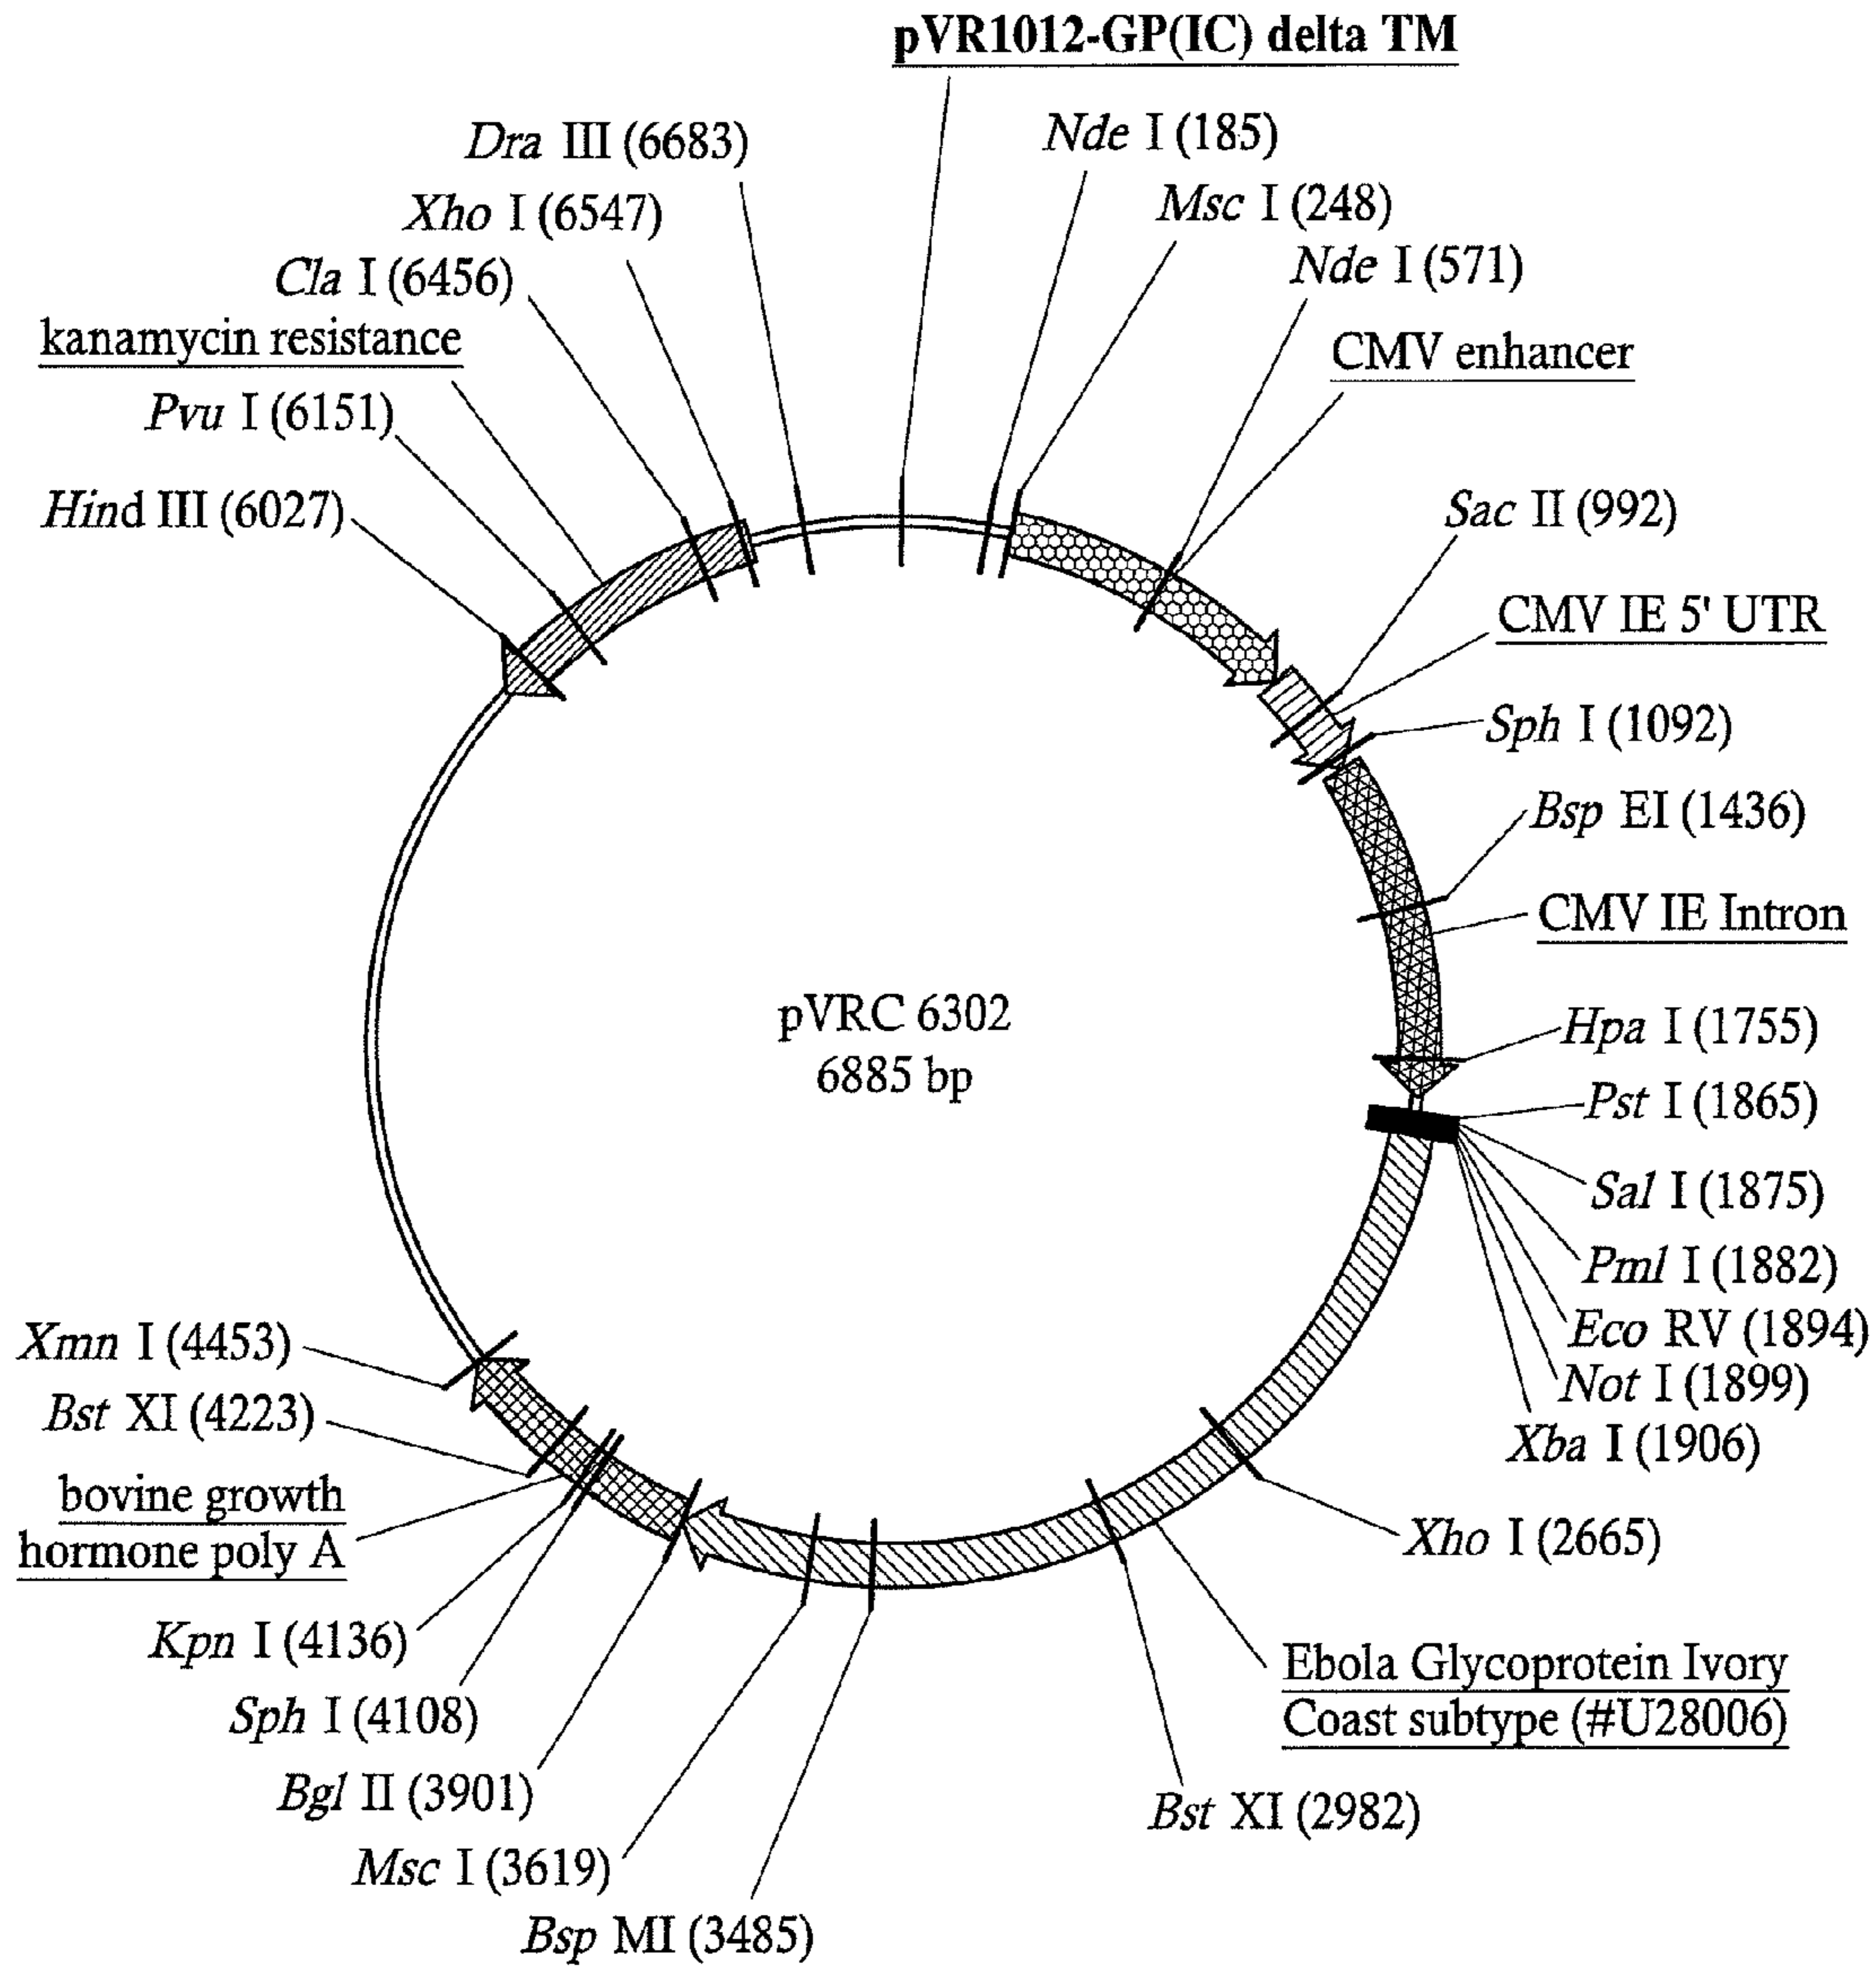 pVR1012-GP(IC) delta TM
Dra III (6683)
Xho I (6547)
Cla I (6456)
kanamycin resistance
Pvu I (6151)
Hind III (6027)
Nde I (185)
Msc I (248)
Nde I (571)
CMV enhancer
Sac II (992)
CMV IE 5' UTR
Sph I (1092)
Bsp EI (1436)
CMV IE Intron
Hpa I (1755)
Pst I (1865)
Sal I (1875)
Pml I (1882)
Eco RV (1894)
Not I (1899)
Xba I (1906)
Xho I (2665)
Ebola Glycoprotein Ivory
Coast subtype (#U28006)
Bst XI (2982)
pVRC 6302
6885 bp
Xmn I (4453)
Bst XI (4223)
bovine growth
hormone poly A
Kpn I (4136)
Sph I (4108)
Bgl II (3901)
Msc I (3619)
Bsp MI (3485)